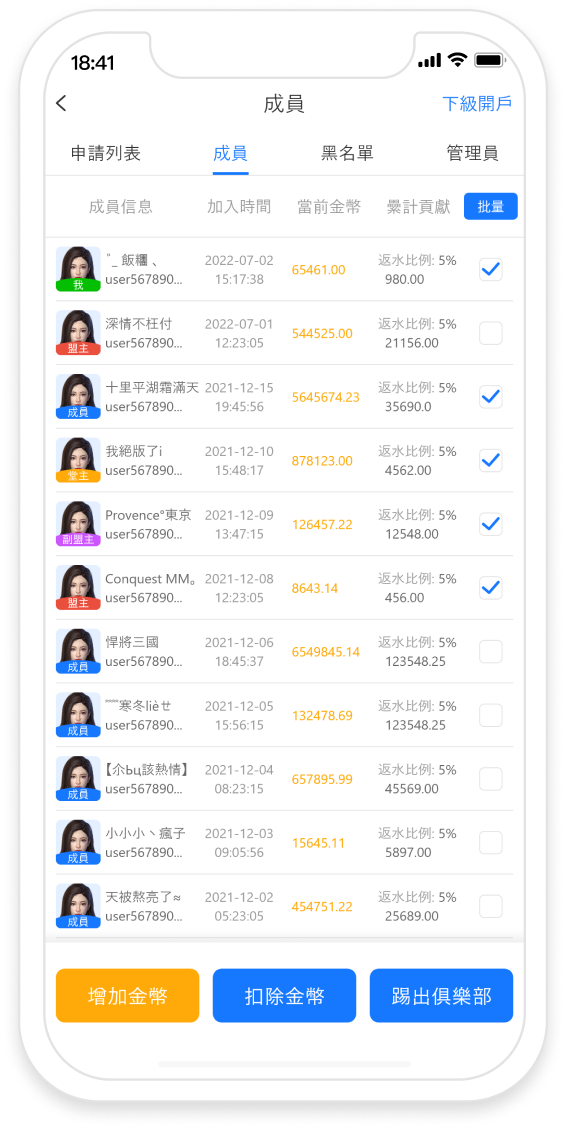 18:41
成員
下級開戶
申請列表 成員 黑名單 管理員
成員信息 加入時間 當前金幣 纍計貢獻 批量
我
ﾟ_ 飯糰 、
user567890...
2022-07-02
15:17:38
65461.00
返水比例: 5%
980.00
盟主
深情不枉付
user567890...
2022-07-01
12:23:05
544525.00
返水比例: 5%
21156.00
成員
十里平湖霜滿天
user567890...
2021-12-15
19:45:56
5645674.23
返水比例: 5%
35690.0
堂主
我絕版了i
user567890...
2021-12-10
15:48:17
878123.00
返水比例: 5%
4562.00
副盟主
Provence°東京
user567890...
2021-12-09
13:47:15
126457.22
返水比例: 5%
12548.00
盟主
Conquest MM。
user567890...
2021-12-08
12:23:05
8643.14
返水比例: 5%
456.00
成員
悍將三國
user567890...
2021-12-06
18:45:37
6549845.14
返水比例: 5%
123548.25
成員
寒冬lièㄝ
user567890...
2021-12-05
15:56:15
132478.69
返水比例: 5%
123548.25
成員
【尒Ьц該熱情】
user567890...
2021-12-04
08:23:15
657895.99
返水比例: 5%
45569.00
成員
小小小丶瘋子
user567890...
2021-12-03
09:05:56
15645.11
返水比例: 5%
5897.00
成員
天被熬亮了≈
user567890...
2021-12-02
05:23:05
454751.22
返水比例: 5%
25689.00
增加金幣 扣除金幣 踢出俱樂部